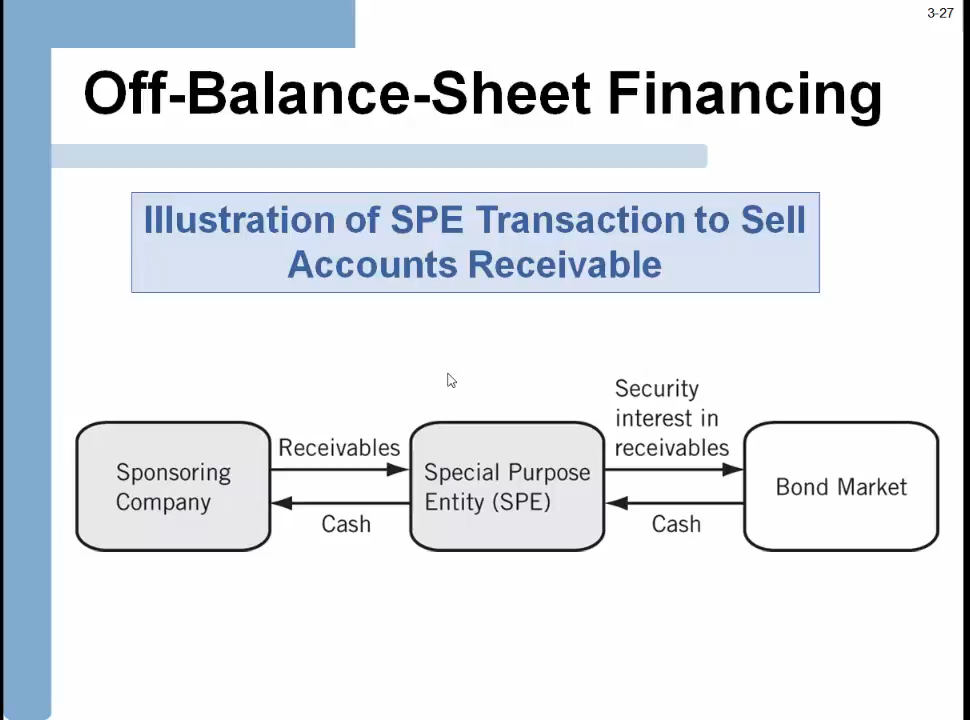 3-27
Off-Balance-Sheet Financing
Illustration of SPE Transaction to Sell
Accounts Receivable
Sponsoring
Company
Receivables
Cash
Special Purpose
Entity (SPE)
Security
interest in
receivables
Cash
Bond Market